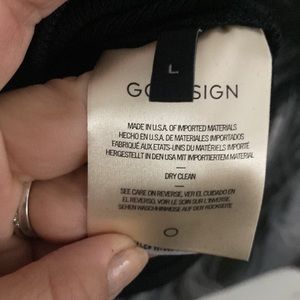 L
GO SIGN
MADE IN U.S.A. OF IMPORTED MATERIALS
HECHO EN U.S.A. DE MATERIALES IMPORTADOS
FABRIQUÉ AUX ETATS-UNIS DU MATÉRIELS IMPORTÉ
HERGESTELLT IN DEN USA MIT IMPORTIERTEM MATERIAL
DRY CLEAN
SEE CARE ON REVERSE, VER EL CUIDADO EN
EL REVERSO, VOIR LE SOIN SUR L'INVERSE
SEHEN WASCHHINWEISE AUF DER RÜCKSEITE